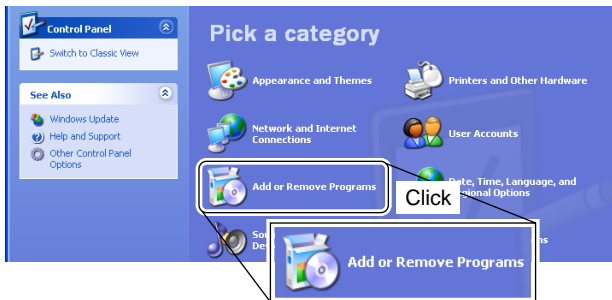 Control Panel
Switch to Classic View
See Also
Windows Update
Help and Support
Other Control Panel
Options
Pick a category
Appearance and Themes
Printers and Other Hardware
Network and Internet
Connections
User Accounts
Add or Remove Programs
Date, Time, Language, and
Regional Options
Click
Add or Remove Programs